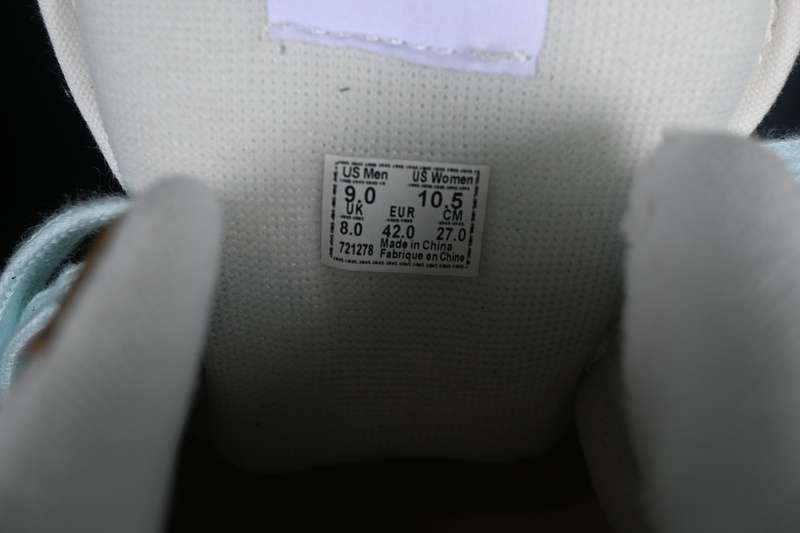 US Men US Women
9.0 10.5
UK EUR CM
8.0 42.0 27.0
721278 Made in China
Fabrique en Chine